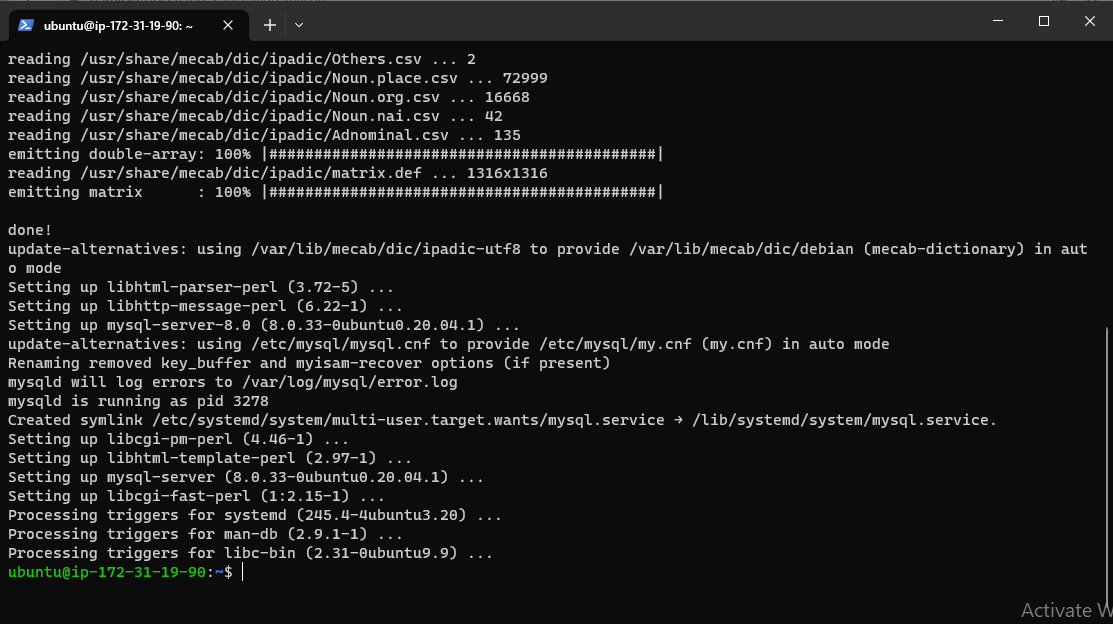 ubuntu@ip-172-31-19-90: ~
reading /usr/share/mecab/dic/ipadic/Others.csv ... 2
reading /usr/share/mecab/dic/ipadic/Noun.place.csv ... 72999
reading /usr/share/mecab/dic/ipadic/Noun.org.csv ... 16668
reading /usr/share/mecab/dic/ipadic/Noun.nai.csv ... 42
reading /usr/share/mecab/dic/ipadic/Adnominal.csv ... 135
emitting double-array: 100% |###########################################|
reading /usr/share/mecab/dic/ipadic/matrix.def ... 1316x1316
emitting matrix      : 100% |###########################################|
done!
update-alternatives: using /var/lib/mecab/dic/ipadic-utf8 to provide /var/lib/mecab/dic/debian (mecab-dictionary) in aut
o mode
Setting up libhtml-parser-perl (3.72-5) ...
Setting up libhttp-message-perl (6.22-1) ...
Setting up mysql-server-8.0 (8.0.33-0ubuntu0.20.04.1) ...
update-alternatives: using /etc/mysql/mysql.cnf to provide /etc/mysql/my.cnf (my.cnf) in auto mode
Renaming removed key_buffer and myisam-recover options (if present)
mysqld will log errors to /var/log/mysql/error.log
mysqld is running as pid 3278
Created symlink /etc/systemd/system/multi-user.target.wants/mysql.service → /lib/systemd/system/mysql.service.
Setting up libcgi-pm-perl (4.46-1) ...
Setting up libhtml-template-perl (2.97-1) ...
Setting up mysql-server (8.0.33-0ubuntu0.20.04.1) ...
Setting up libcgi-fast-perl (1:2.15-1) ...
Processing triggers for systemd (245.4-4ubuntu3.20) ...
Processing triggers for man-db (2.9.1-1) ...
Processing triggers for libc-bin (2.31-0ubuntu9.9) ...
ubuntu@ip-172-31-19-90:~$
Activate W